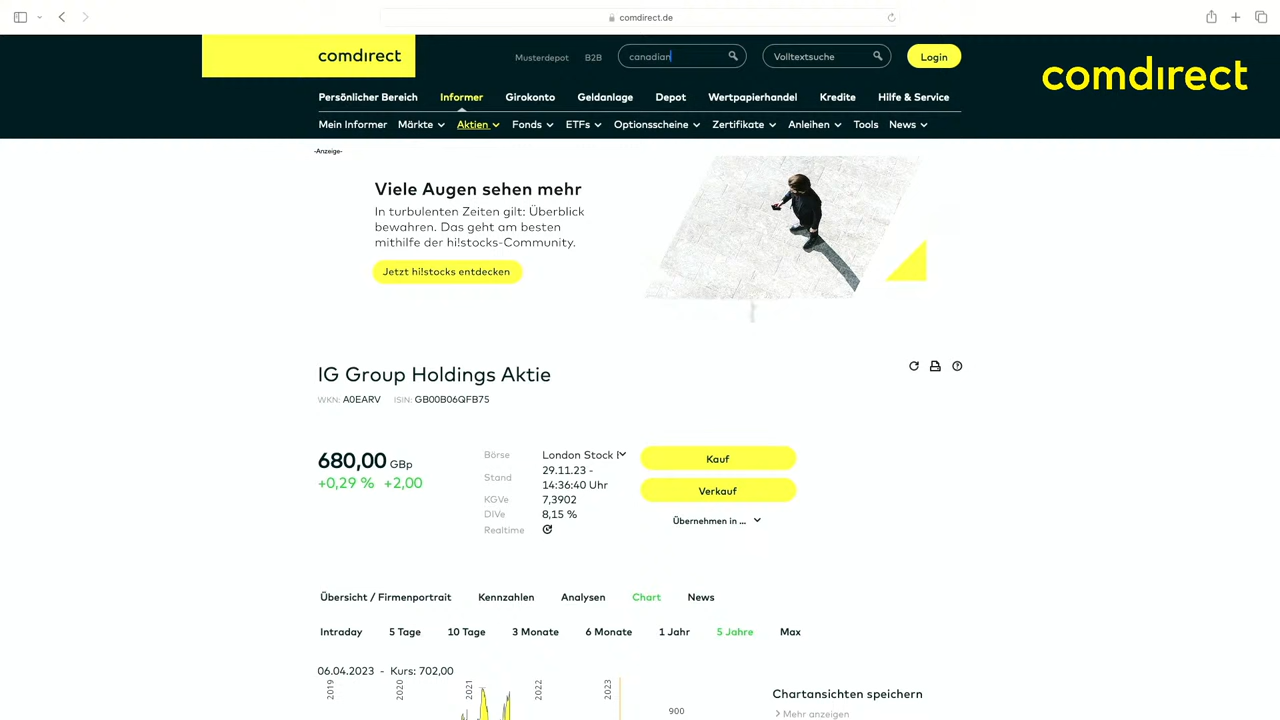 comdirect.de
comdirect
Musterdepot B2B canadian Volltextsuche Login
comdirect
Persönlicher Bereich Informer Girokonto Geldanlage Depot Wertpapierhandel Kredite Hilfe & Service
Mein Informer Märkte Aktien Fonds ETFs Optionsscheine Zertifikate Anleihen Tools News
-Anzeige-
Viele Augen sehen mehr
In turbulenten Zeiten gilt: Überblick
bewahren. Das geht am besten
mithilfe der hi!stocks-Community.
Jetzt hi!stocks entdecken
IG Group Holdings Aktie
WKN: A0EARV ISIN: GB00B06QFB75
680,00 GBp
+0,29 % +2,00
Börse London Stock
Stand 29.11.23 -
14:36:40 Uhr
KGVe 7,3902
DIVe 8,15 %
Realtime
Kauf
Verkauf
Übernehmen in ...
Übersicht / Firmenportrait Kennzahlen Analysen Chart News
Intraday 5 Tage 10 Tage 3 Monate 6 Monate 1 Jahr 5 Jahre Max
06.04.2023 - Kurs: 702,00
2019 2020 2021 2022 2023
900
Chartansichten speichern
Mehr anzeigen